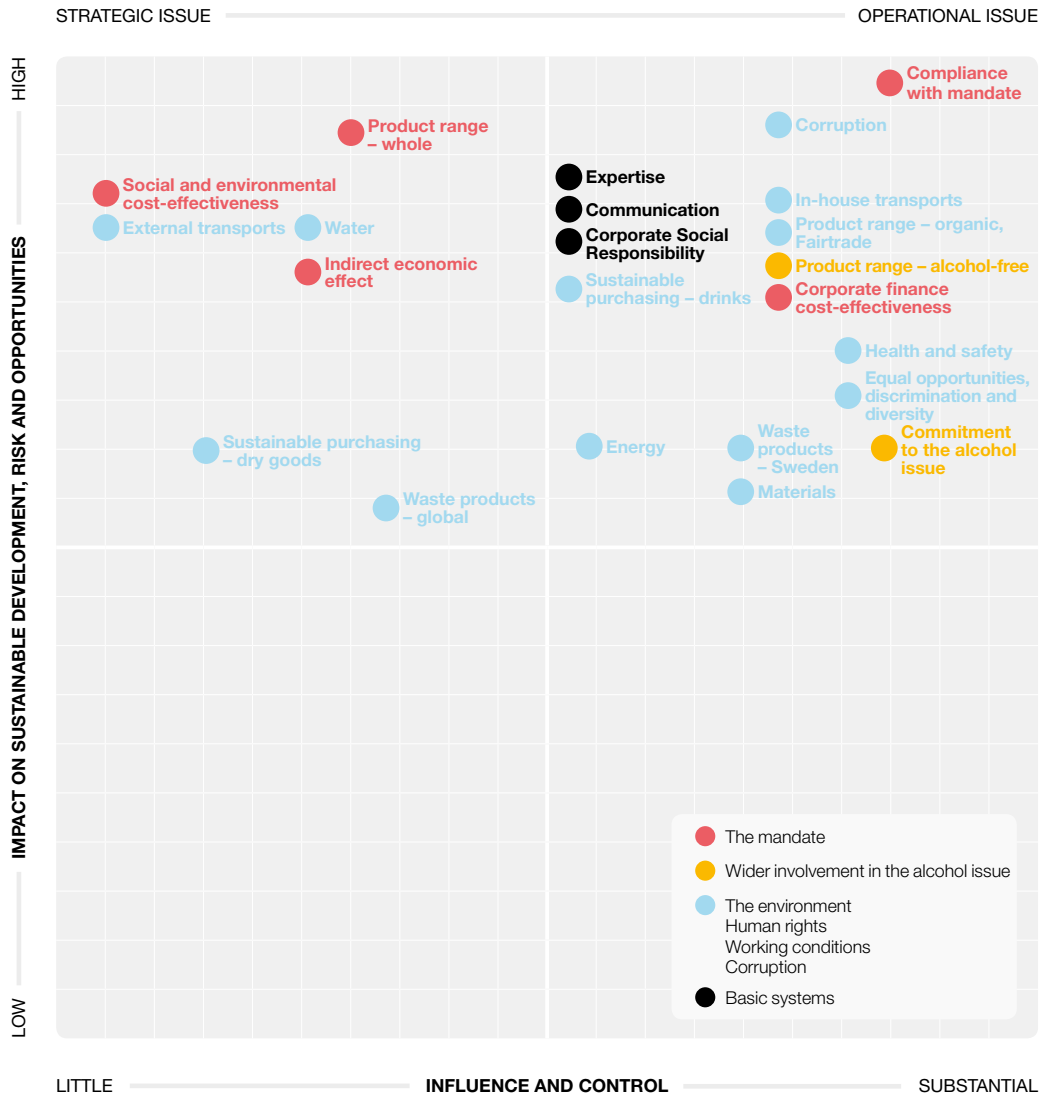 STRATEGIC ISSUE
OPERATIONAL ISSUE
HIGH
IMPACT ON SUSTAINABLE DEVELOPMENT, RISK AND OPPORTUNITIES
LOW
Compliance
with mandate
Corruption
Product range
– whole
Expertise
Social and environmental
cost-effectiveness
In-house transports
Communication
External transports
Water
Product range – organic,
Fairtrade
Corporate Social
Responsibility
Product range – alcohol-free
Indirect economic
effect
Sustainable
purchasing – drinks
Corporate finance
cost-effectiveness
Health and safety
Equal opportunities,
discrimination and
diversity
Sustainable purchasing
– dry goods
Energy
Waste
products
– Sweden
Commitment
to the alcohol
issue
Materials
Waste products
– global
The mandate
Wider involvement in the alcohol issue
The environment
Human rights
Working conditions
Corruption
Basic systems
LITTLE
INFLUENCE AND CONTROL
SUBSTANTIAL